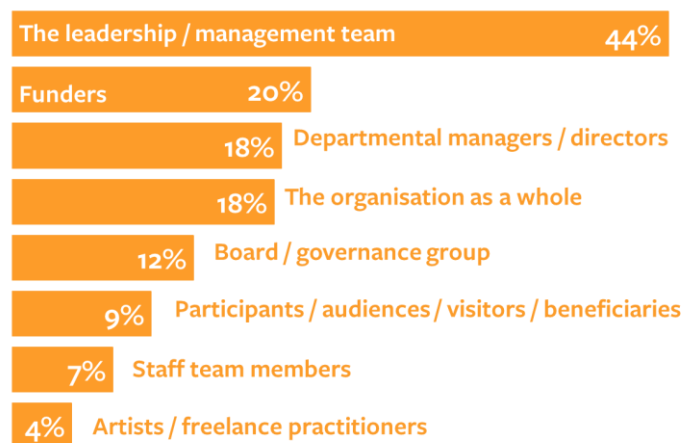 The leadership / management team 44%
Funders 20%
18% Departmental managers / directors
18% The organisation as a whole
12% Board / governance group
9% Participants / audiences / visitors / beneficiaries
7% Staff team members
4% Artists / freelance practitioners